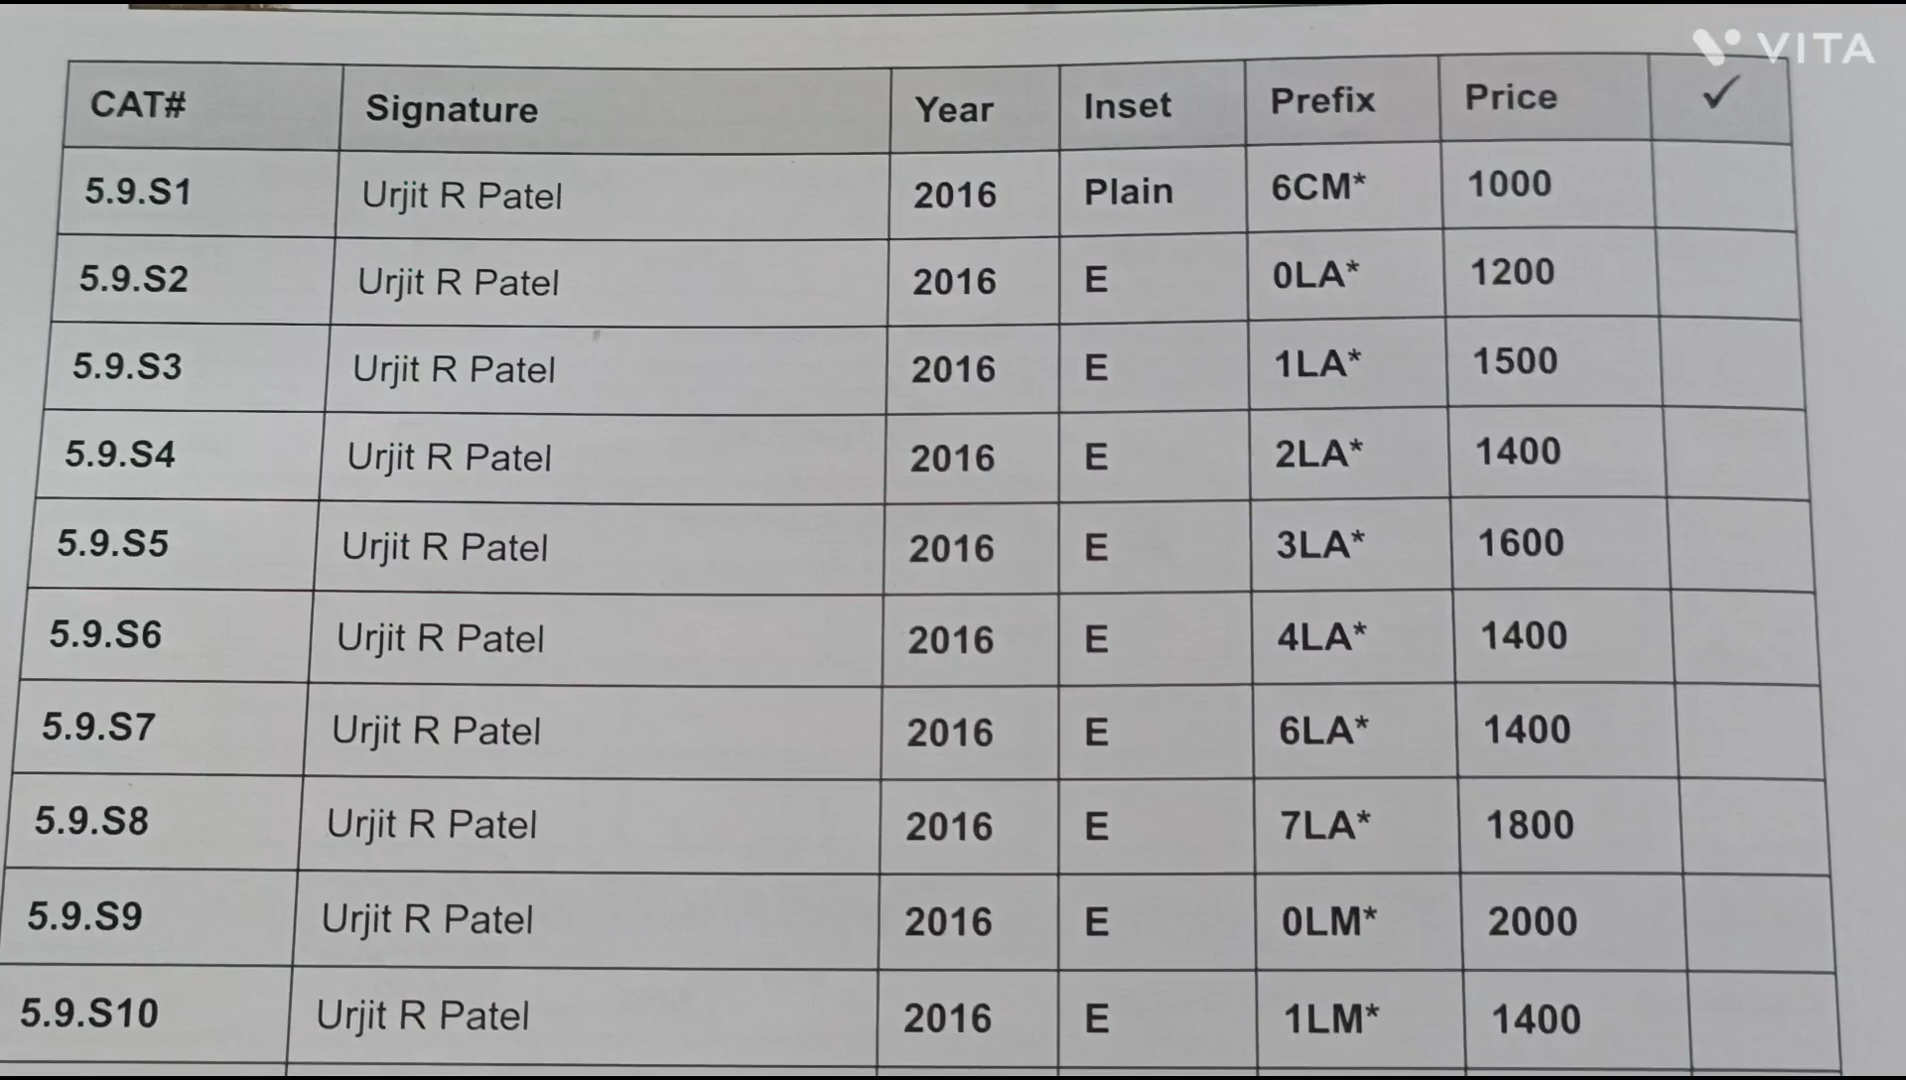 VITA
CAT# Signature Year Inset Prefix Price ✓
5.9.S1 Urjit R Patel 2016 Plain 6CM* 1000
5.9.S2 Urjit R Patel 2016 E 0LA* 1200
5.9.S3 Urjit R Patel 2016 E 1LA* 1500
5.9.S4 Urjit R Patel 2016 E 2LA* 1400
5.9.S5 Urjit R Patel 2016 E 3LA* 1600
5.9.S6 Urjit R Patel 2016 E 4LA* 1400
5.9.S7 Urjit R Patel 2016 E 6LA* 1400
5.9.S8 Urjit R Patel 2016 E 7LA* 1800
5.9.S9 Urjit R Patel 2016 E 0LM* 2000
5.9.S10 Urjit R Patel 2016 E 1LM* 1400